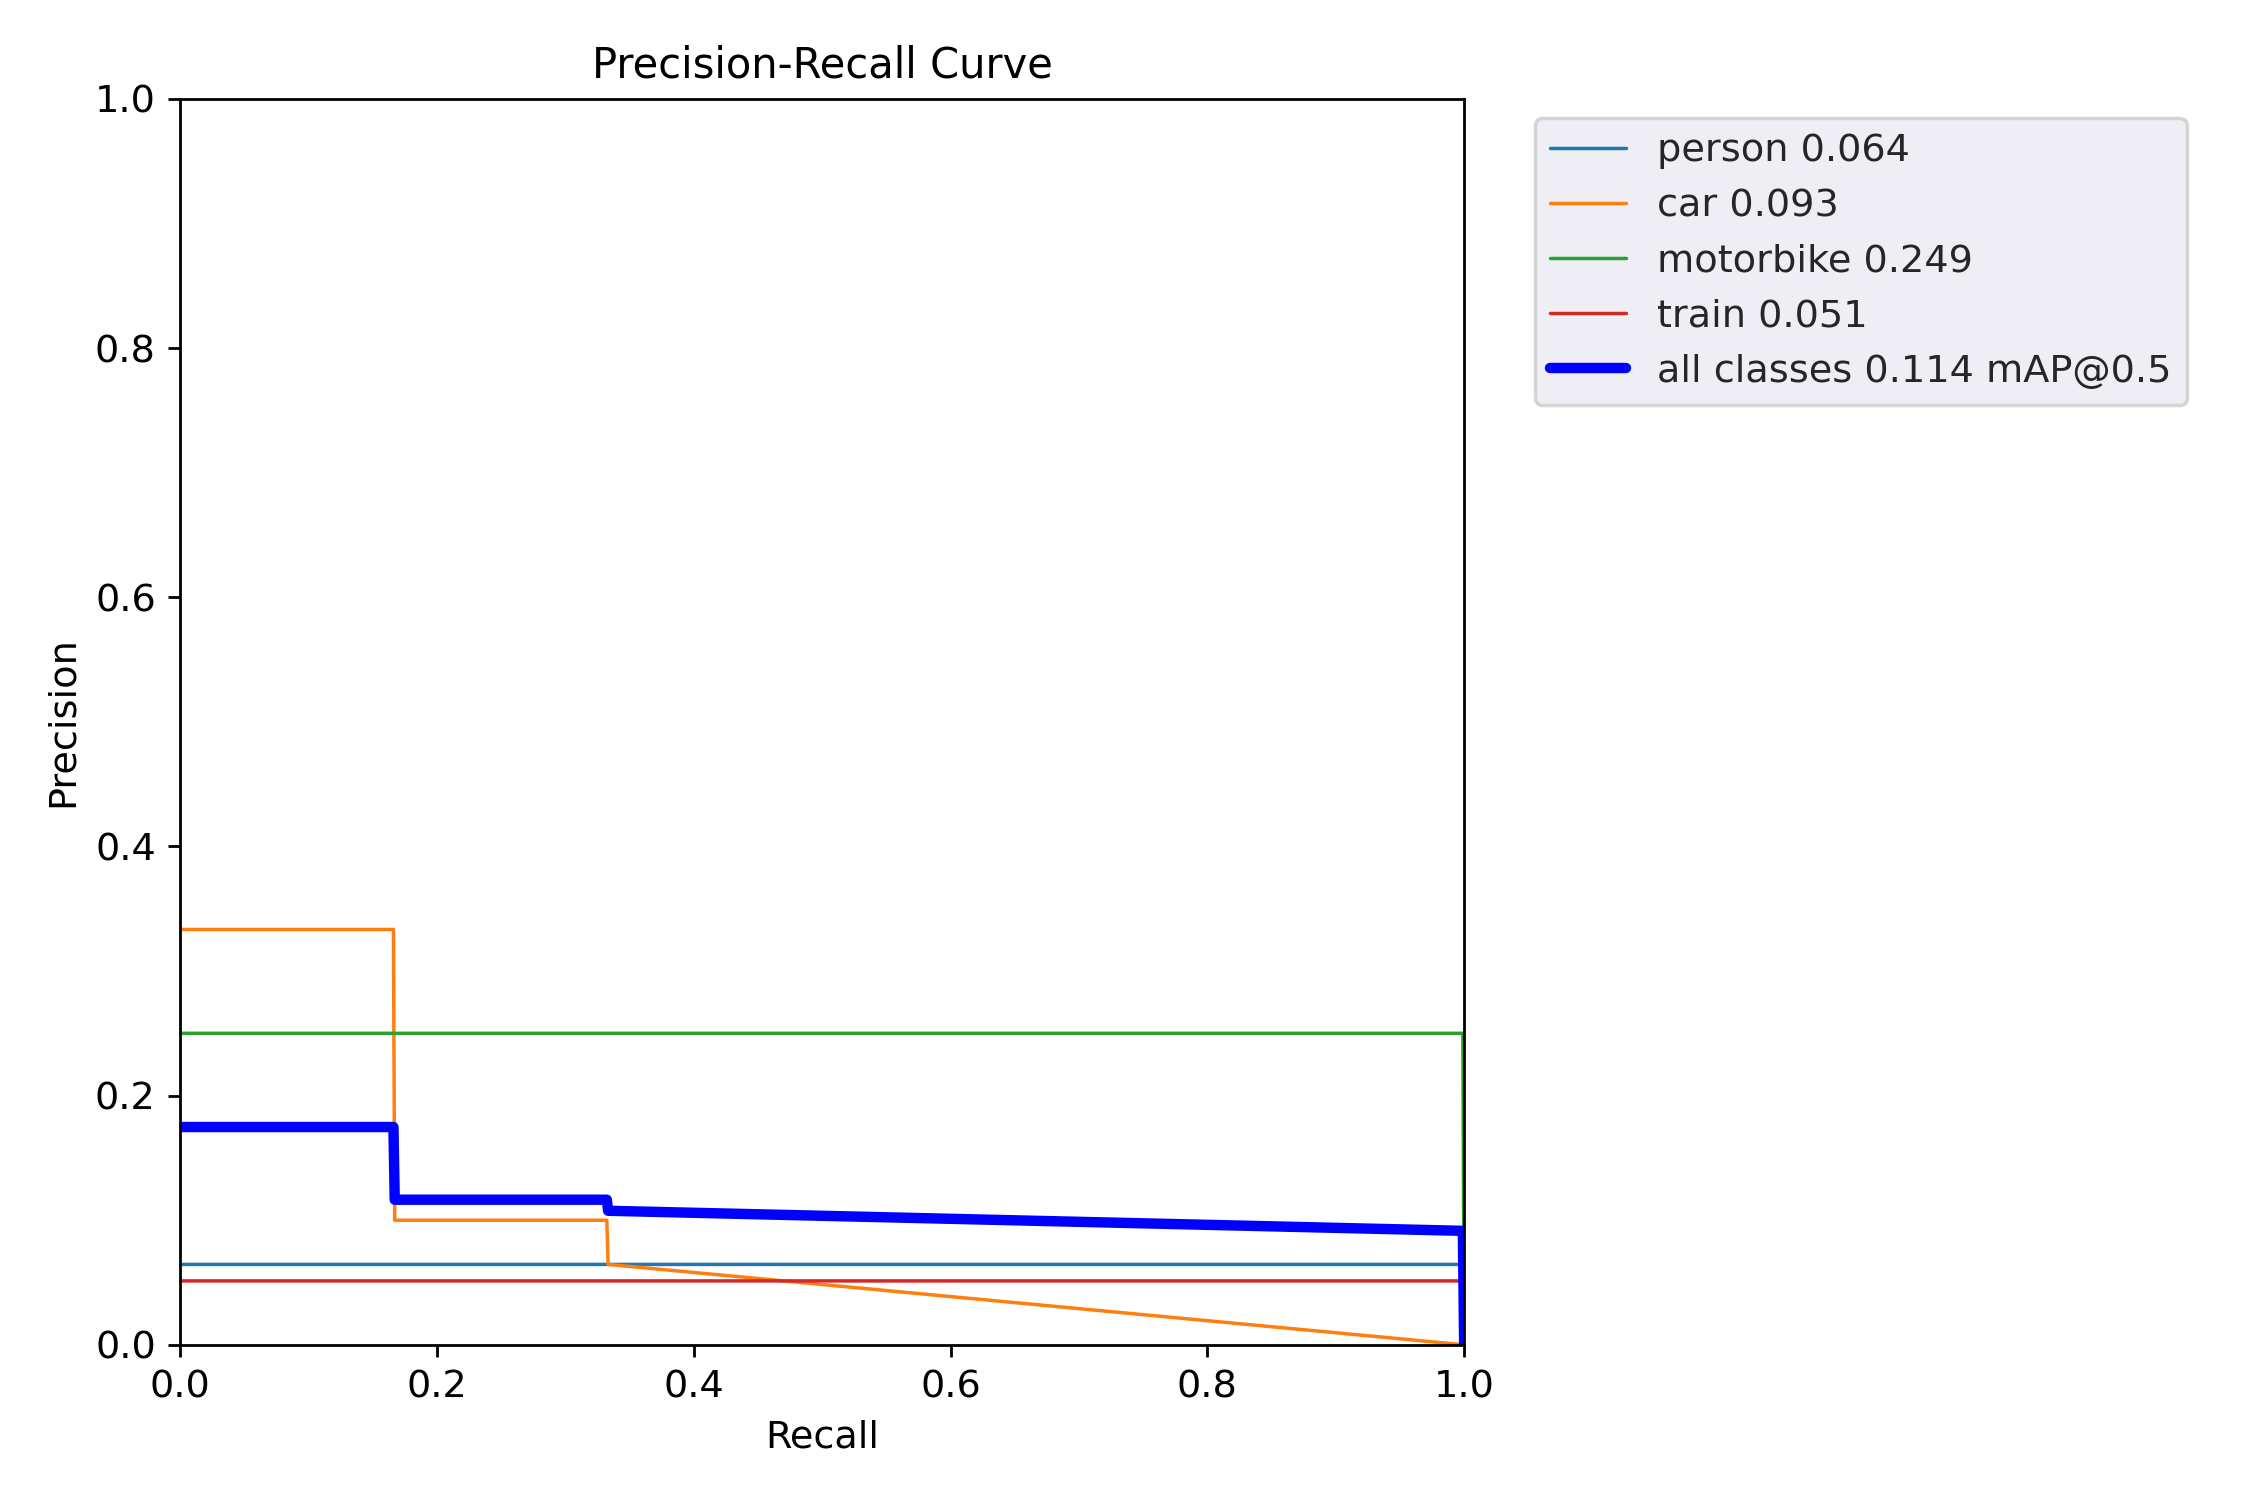 Precision-Recall Curve
1.0
0.8
0.6
0.4
0.2
0.0
Precision
0.0 0.2 0.4 0.6 0.8 1.0
Recall
person 0.064
car 0.093
motorbike 0.249
train 0.051
all classes 0.114 mAP@0.5